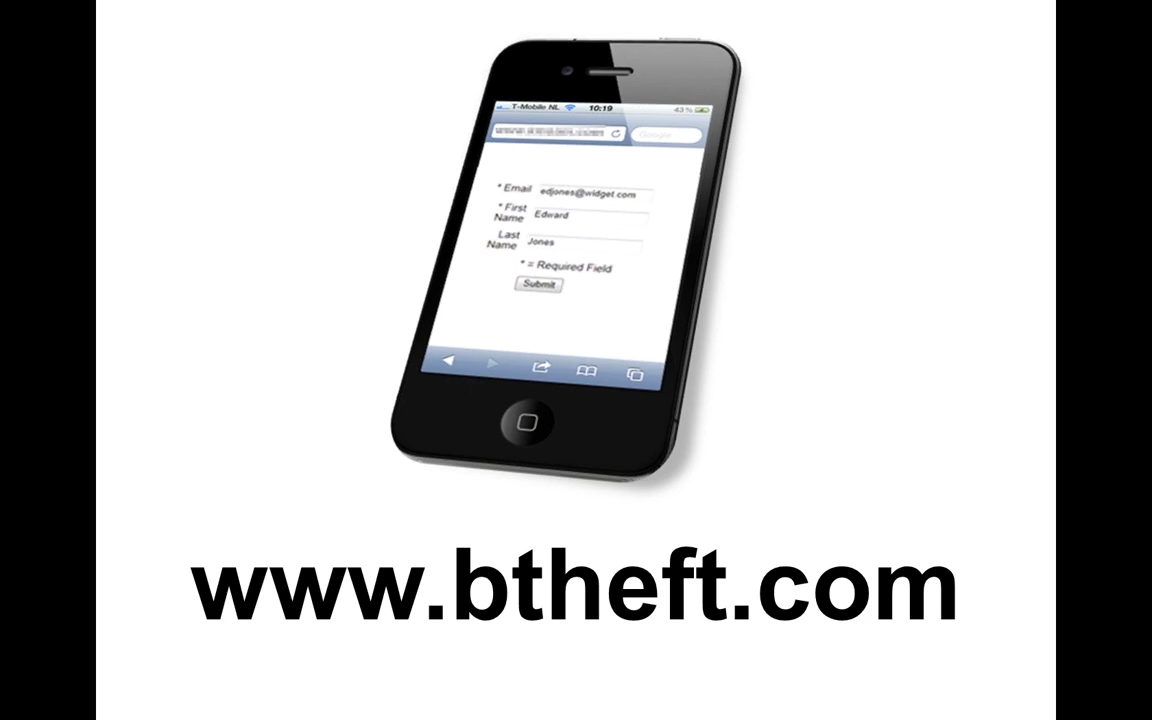 T-Mobile NL 10:19 43%
Google
* Email edjones@widget.com
* First Name Edward
Last Name Jones
* = Required Field
Submit
www.btheft.com